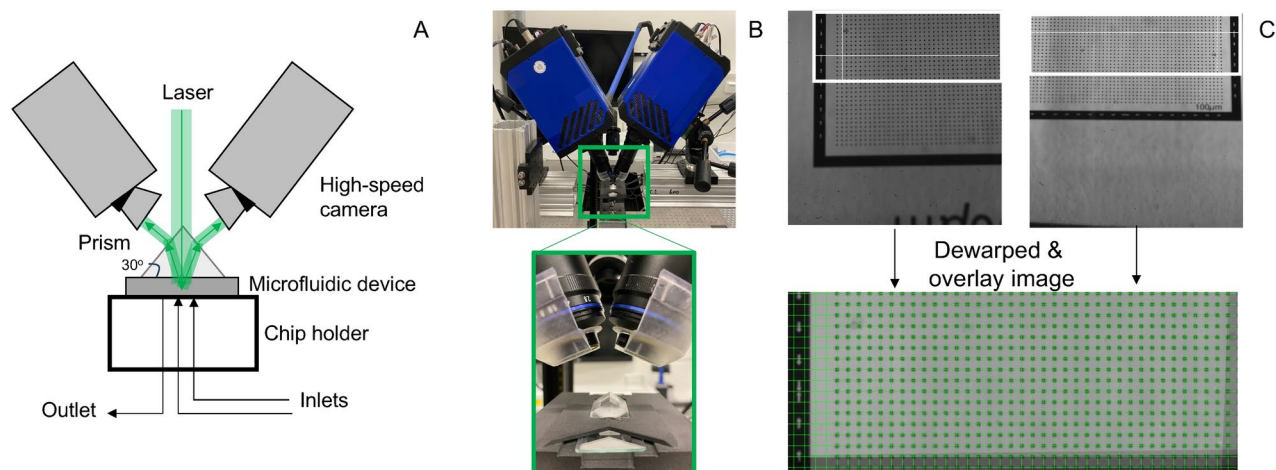 A
Laser
High-speed
camera
Prism
30º
Microfluidic device
Chip holder
Inlets
Outlet
B
C
100µm
Dewarped &
overlay image